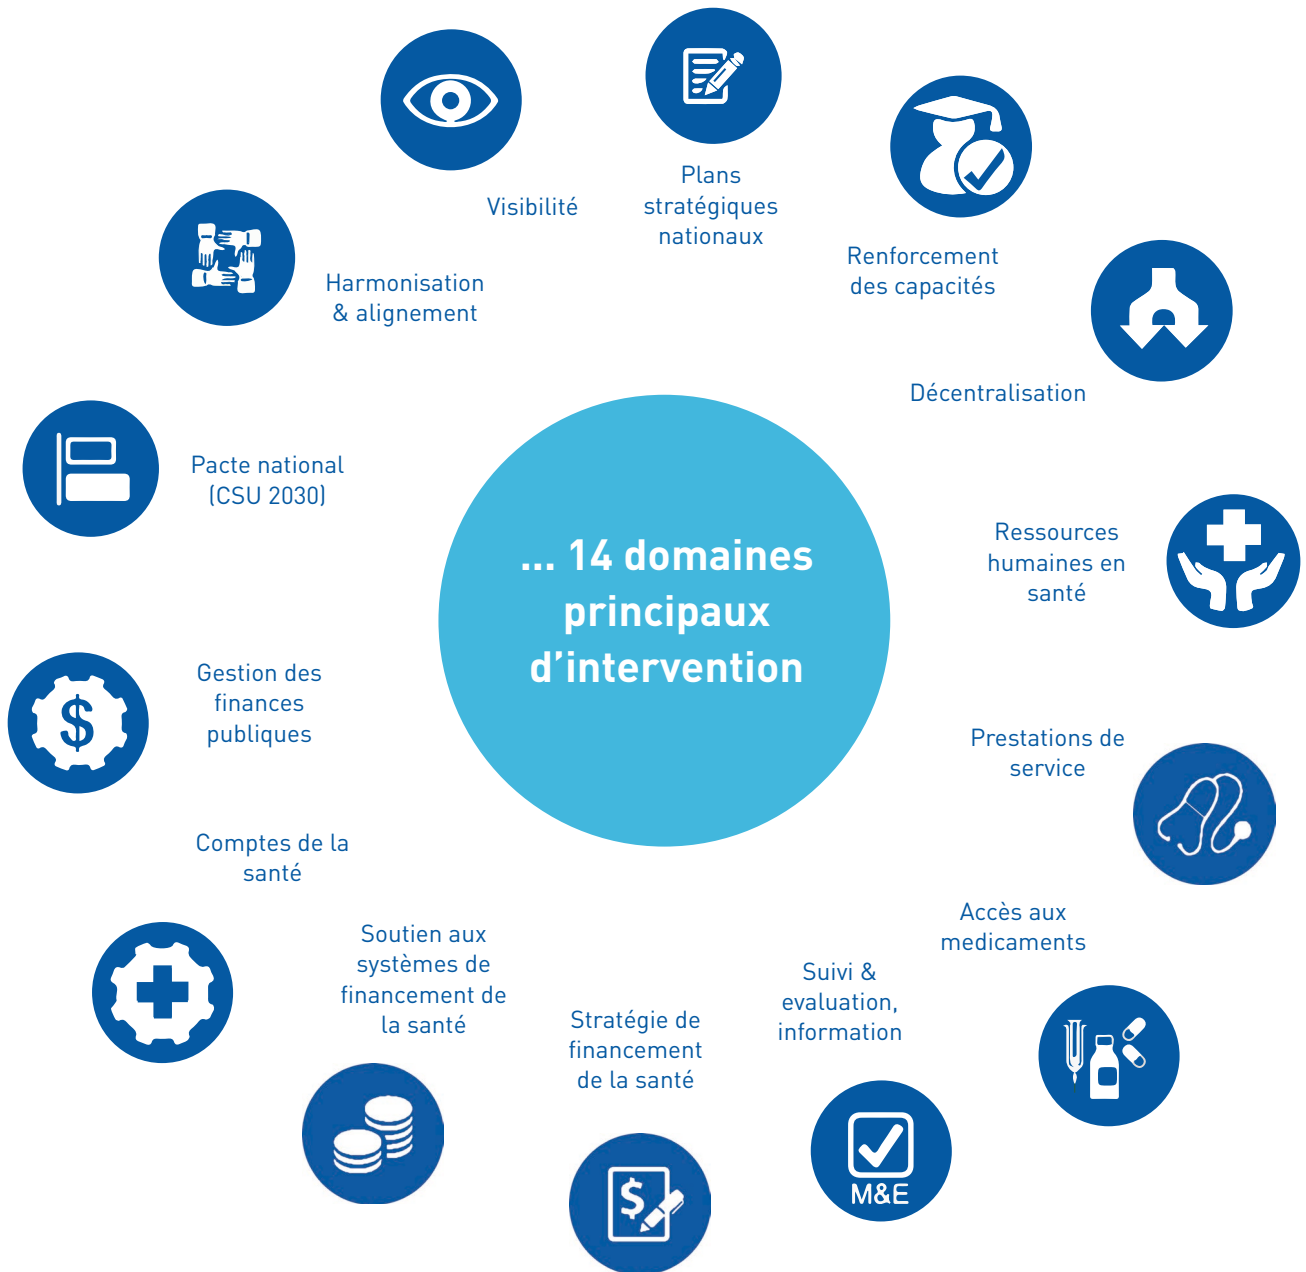 Visibilité
Plans
stratégiques
nationaux
Renforcement
des capacités
Décentralisation
Ressources
humaines en
santé
Prestations de
service
Accès aux
medicaments
Suivi &
evaluation,
information
M&E
Stratégie de
financement
de la santé
$
Soutien aux
systèmes de
financement de
la santé
Comptes de la
santé
Gestion des
finances
publiques
$
Pacte national
(CSU 2030)
Harmonisation
& alignement
... 14 domaines
principaux
d’intervention